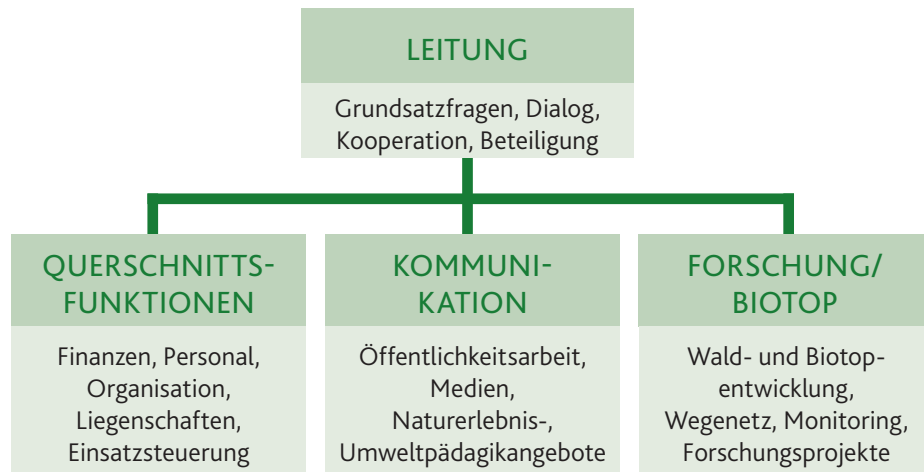 LEITUNG
Grundsatzfragen, Dialog,
Kooperation, Beteiligung
QUERSCHNITTS-
FUNKTIONEN
Finanzen, Personal,
Organisation,
Liegenschaften,
Einsatzsteuerung
KOMMUNI-
KATION
Öffentlichkeitsarbeit,
Medien,
Naturerlebnis-,
Umweltpädagikangebote
FORSCHUNG/
BIOTOP
Wald- und Biotop-
entwicklung,
Wegenetz, Monitoring,
Forschungsprojekte